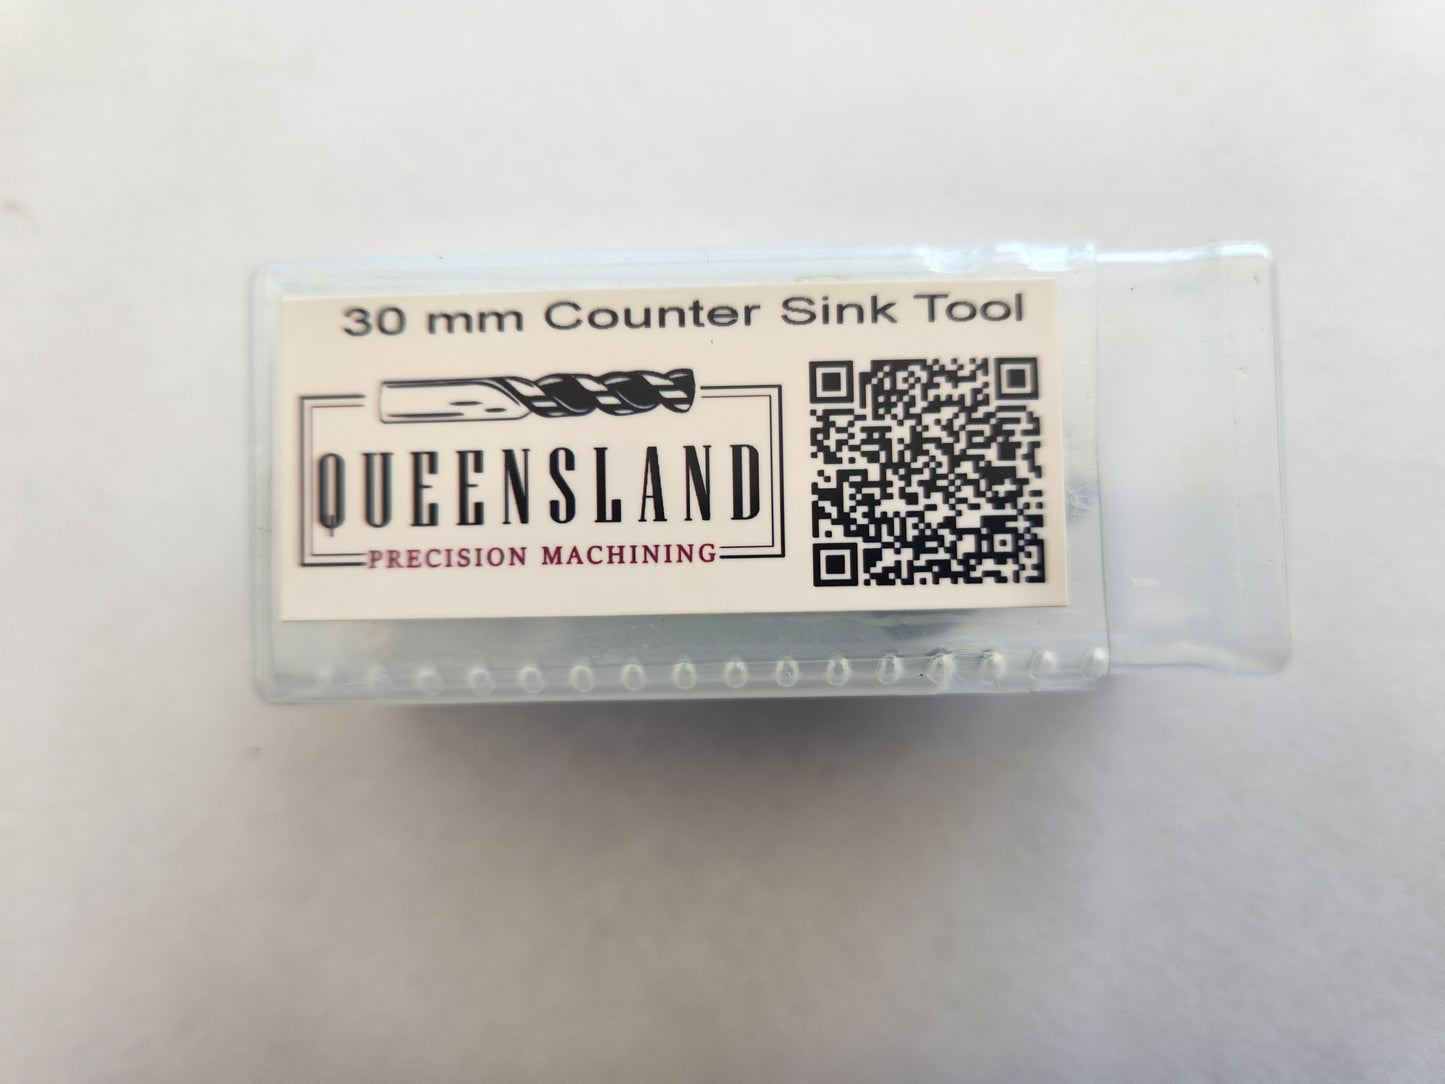 30 mm Counter Sink Tool
QUEENSLAND
PRECISION MACHINING